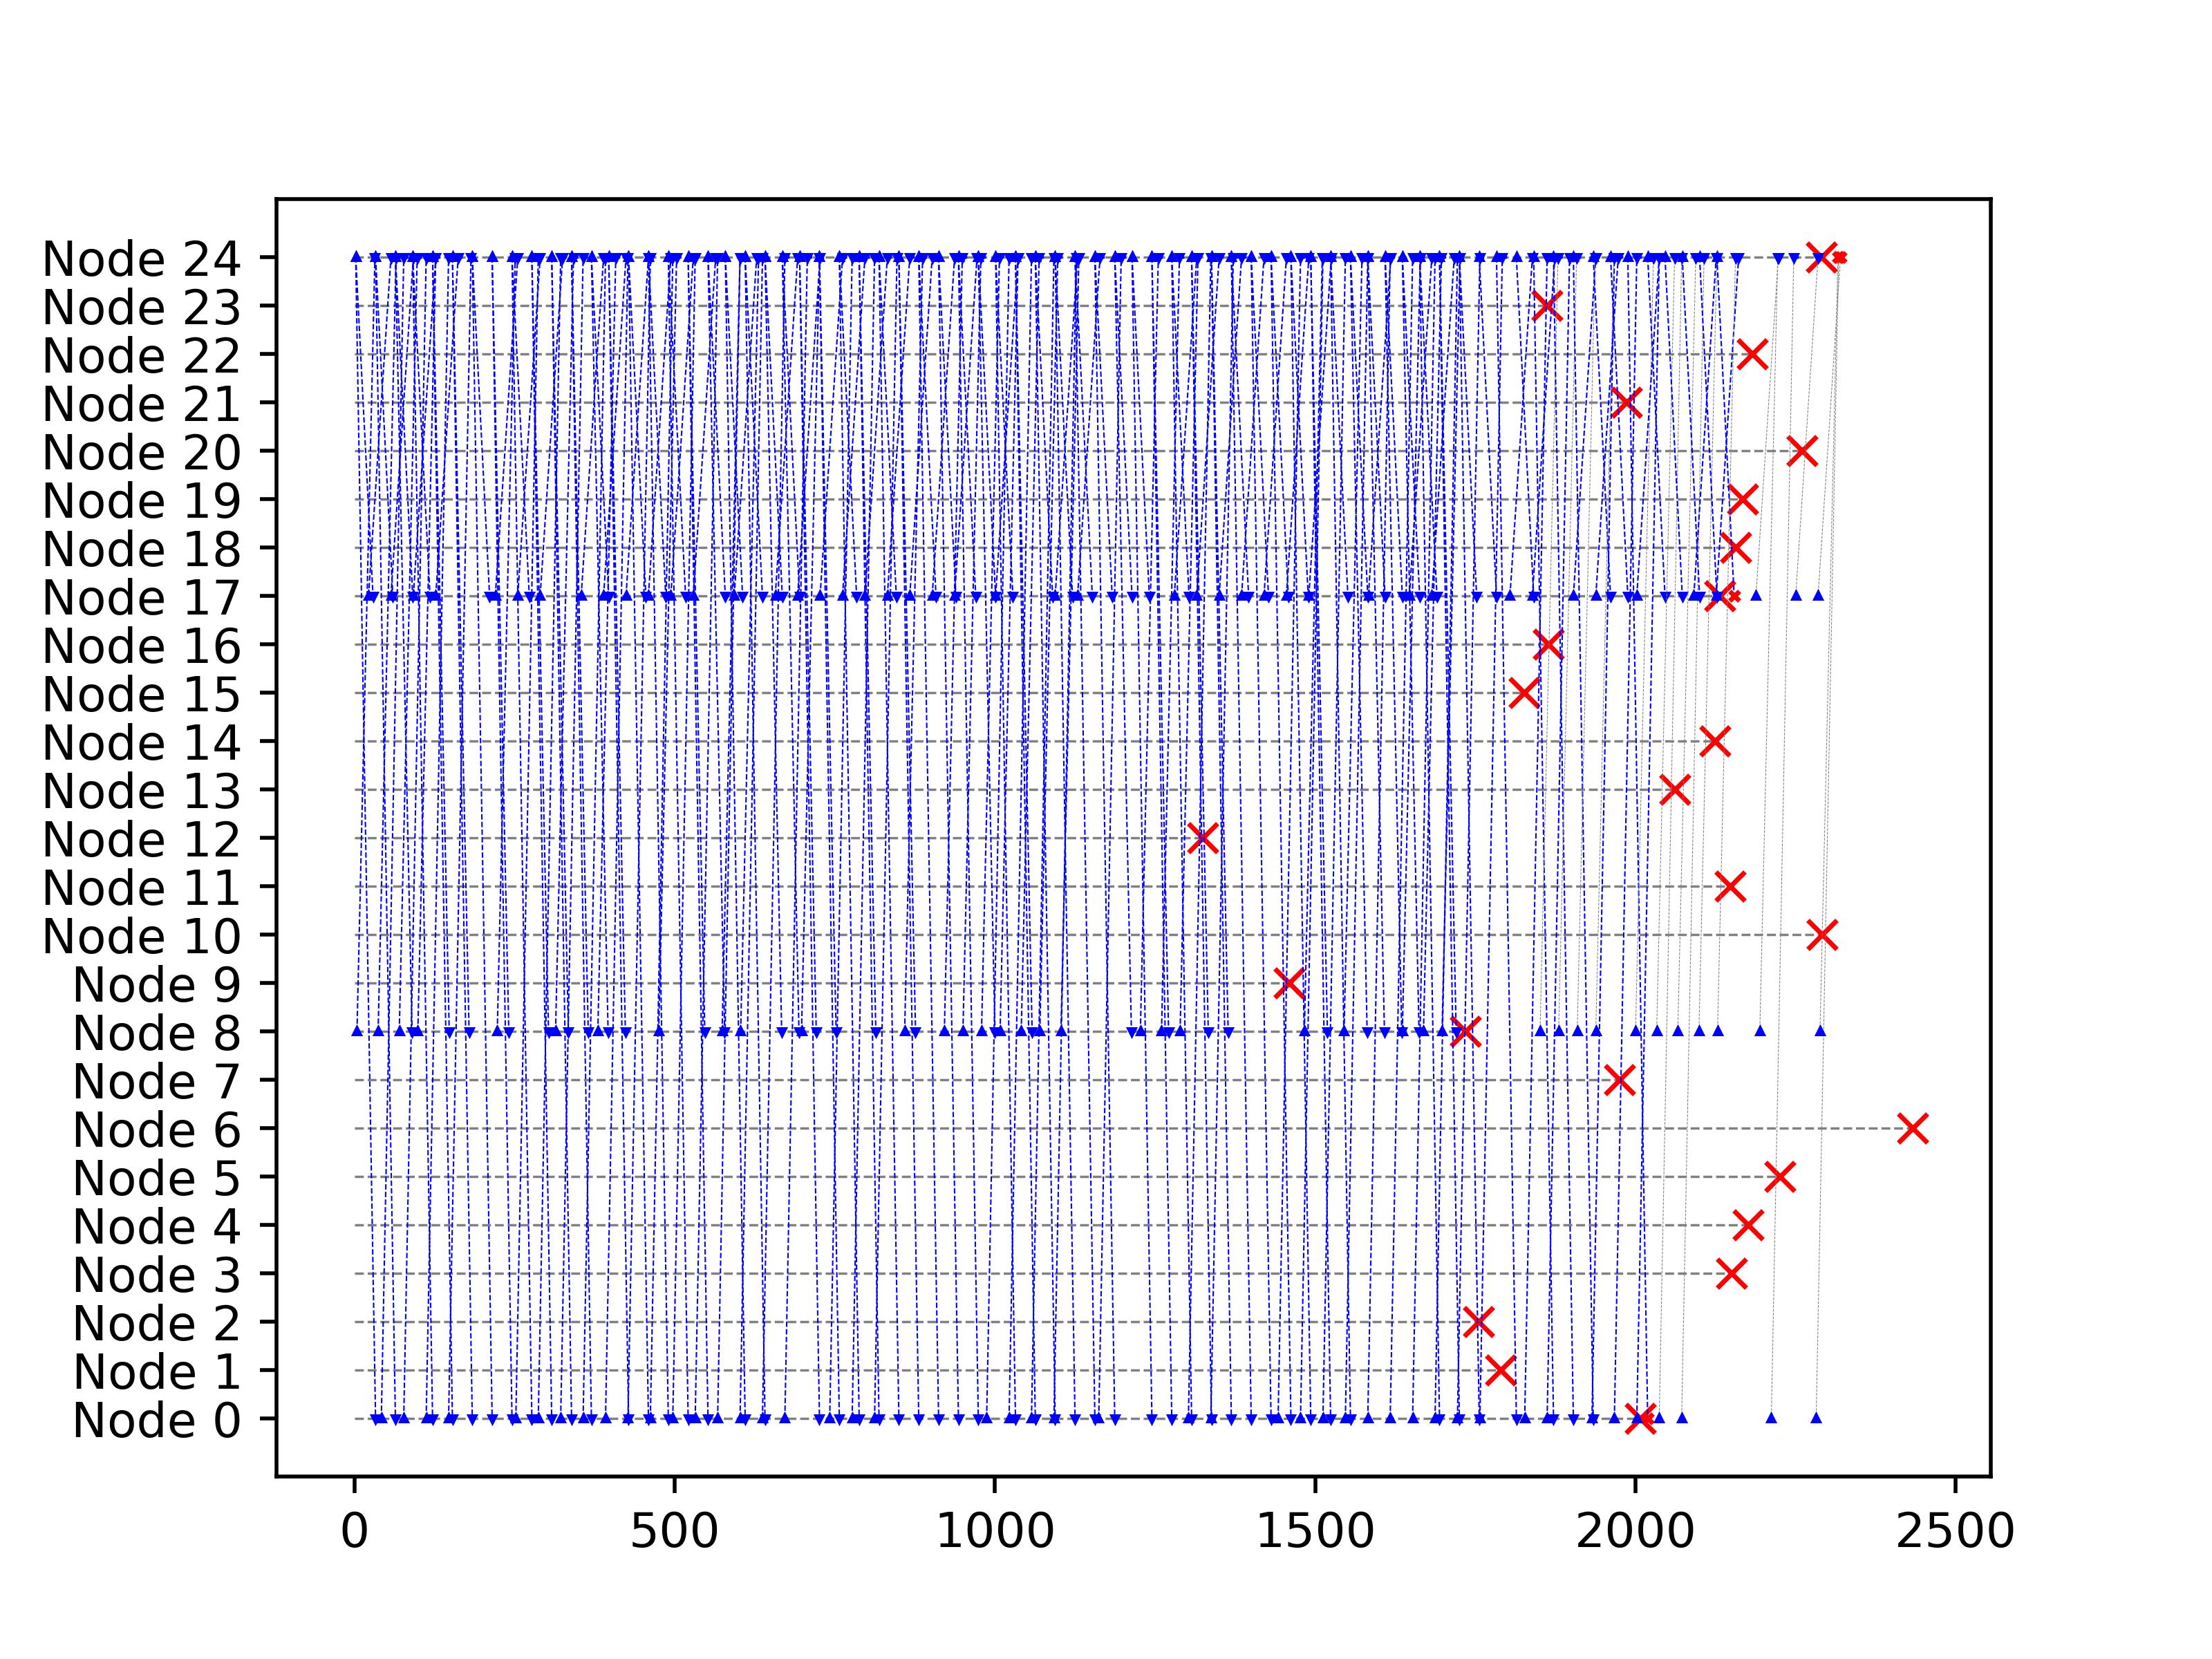 Node 24
Node 23
Node 22
Node 21
Node 20
Node 19
Node 18
Node 17
Node 16
Node 15
Node 14
Node 13
Node 12
Node 11
Node 10
Node 9
Node 8
Node 7
Node 6
Node 5
Node 4
Node 3
Node 2
Node 1
Node 0
0 500 1000 1500 2000 2500